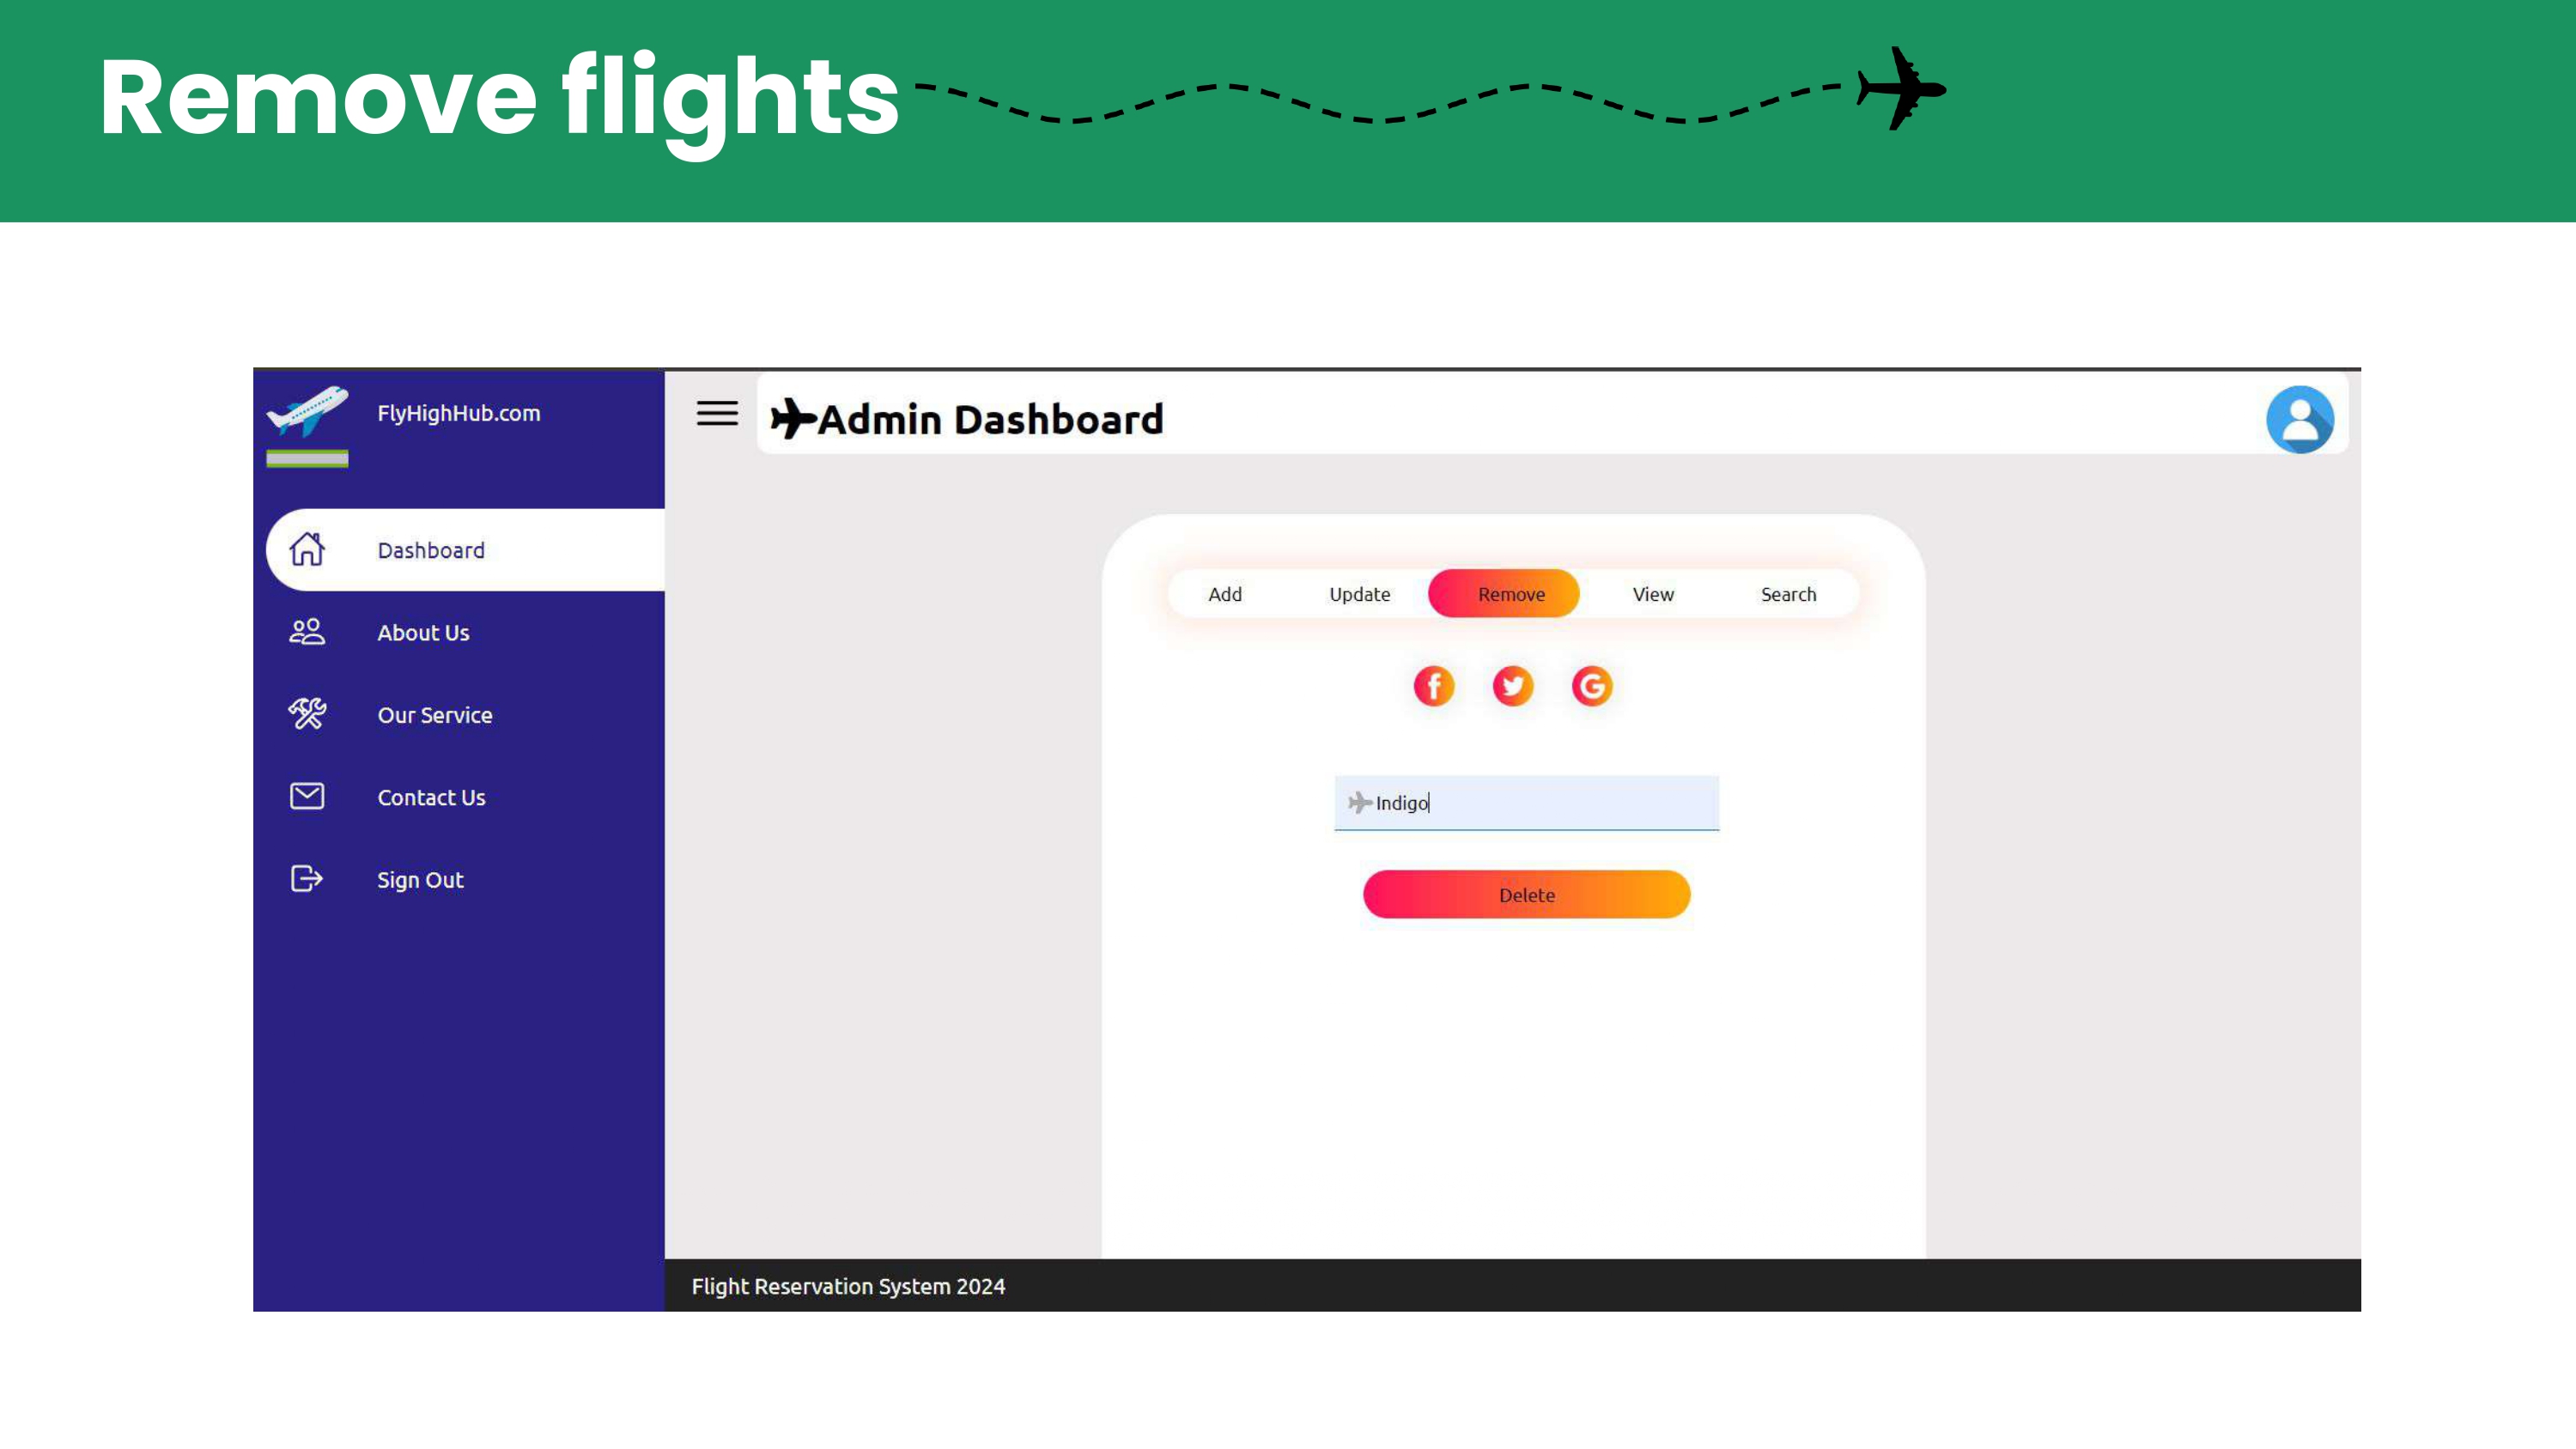 Remove flights
FlyHighHub.com
Admin Dashboard
Dashboard
About Us
Our Service
Contact Us
Sign Out
Add Update Remove View Search
Indigo
Delete
Flight Reservation System 2024